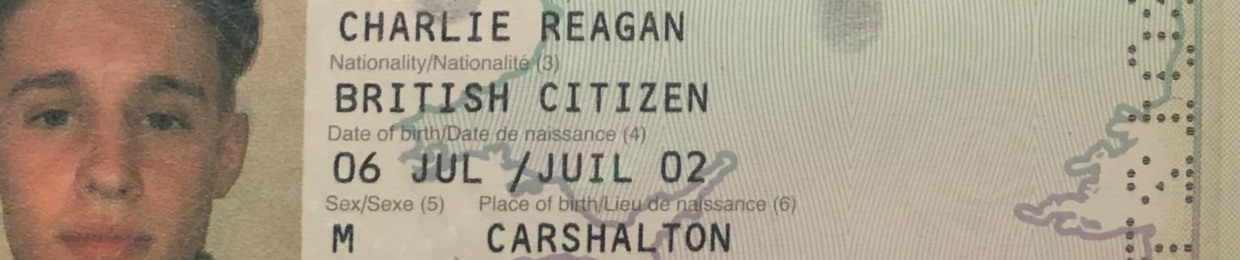 CHARLIE REAGAN
Nationality/Nationalité (3)
BRITISH CITIZEN
Date of birth/Date de naissance (4)
06 JUL /JUIL 02
Sex/Sexe (5) Place of birth/Lieu de naissance (6)
M CARSHALTON